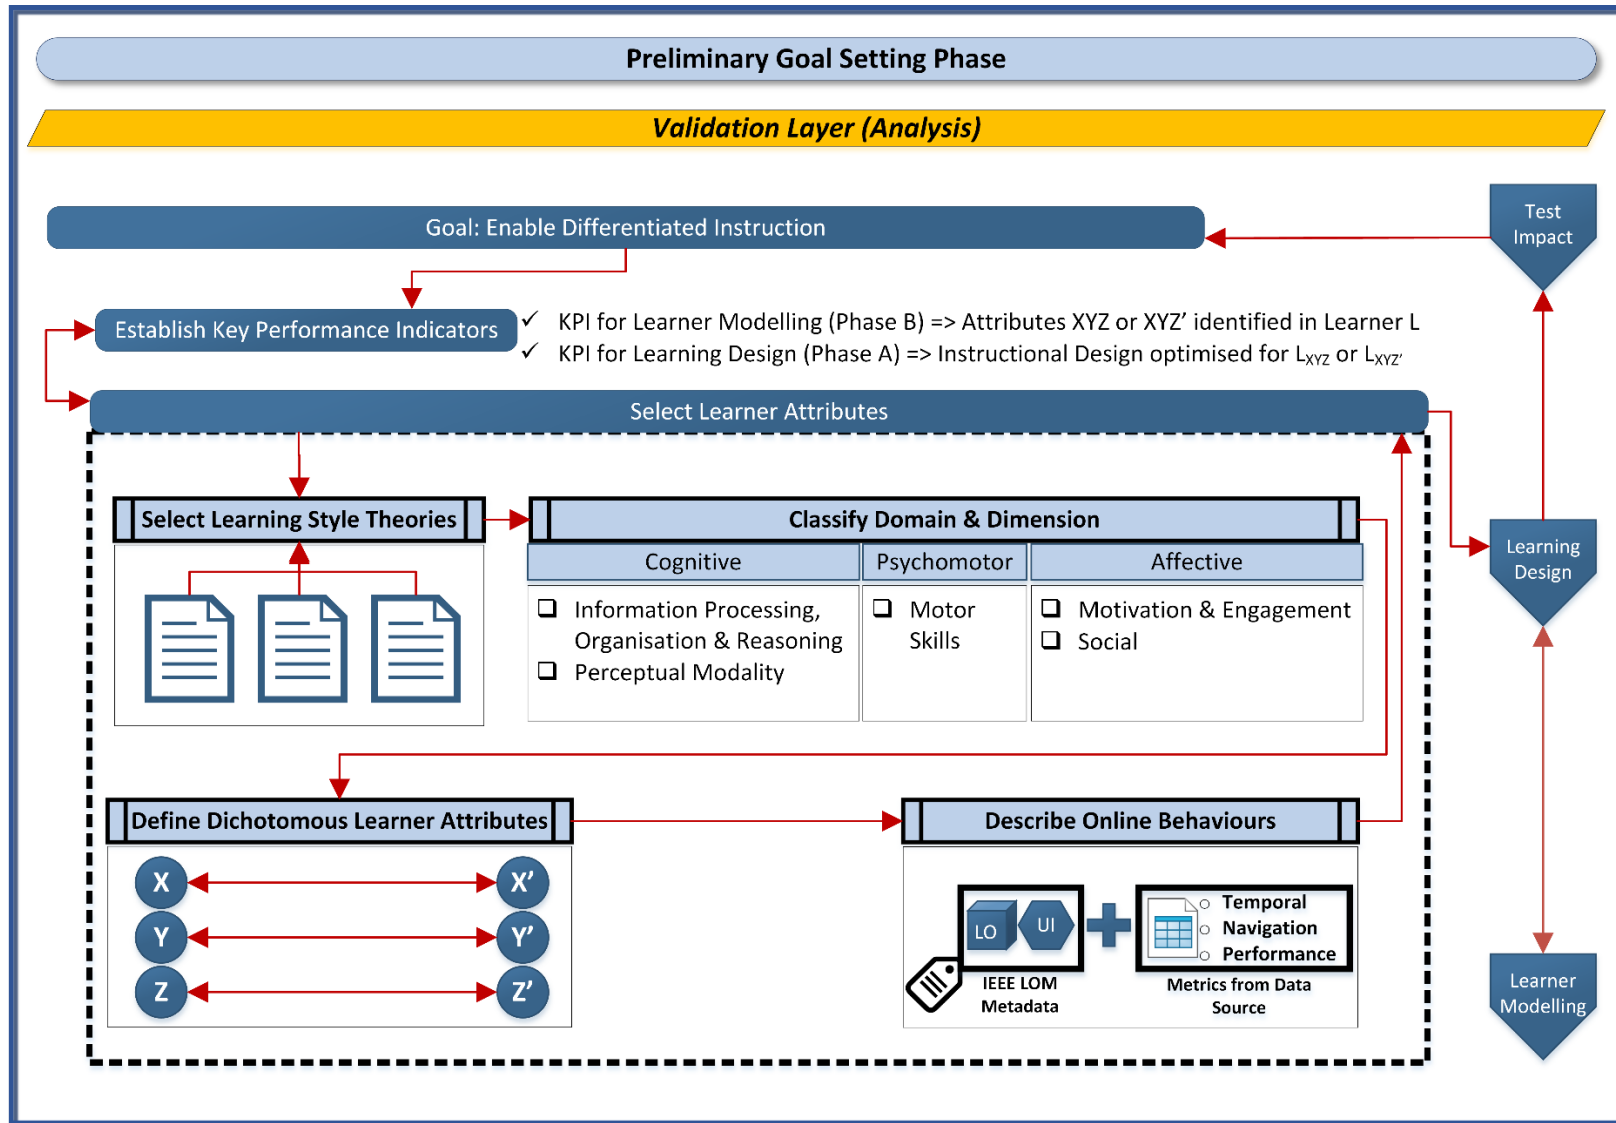 Preliminary Goal Setting Phase
Validation Layer (Analysis)
Goal: Enable Differentiated Instruction
Test
Impact
Establish Key Performance Indicators
✓ KPI for Learner Modelling (Phase B) => Attributes XYZ or XYZ’ identified in Learner L
✓ KPI for Learning Design (Phase A) => Instructional Design optimised for LXYZ or LXYZ’
Select Learner Attributes
Select Learning Style Theories
Classify Domain & Dimension
Cognitive
Psychomotor
Affective
Information Processing,
Organisation & Reasoning
Perceptual Modality
Motor
Skills
Motivation & Engagement
Social
Learning
Design
Define Dichotomous Learner Attributes
X
X’
Y
Y’
Z
Z’
Describe Online Behaviours
LO
UI
IEEE LOM
Metadata
Temporal
Navigation
Performance
Metrics from Data
Source
Learner
Modelling